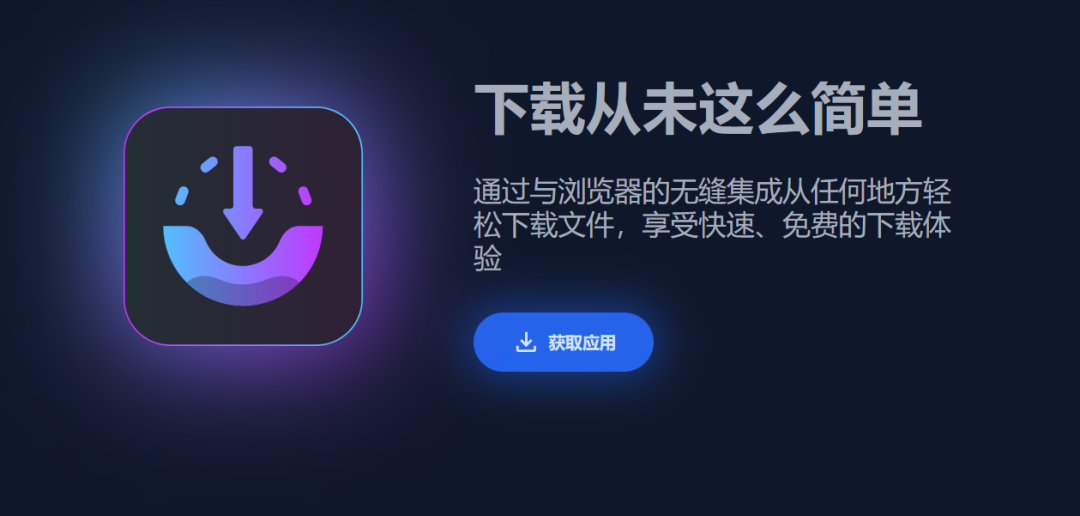 下载从未这么简单
通过与浏览器的无缝集成从任何地方轻
松下载文件，享受快速、免费的下载体
验
获取应用